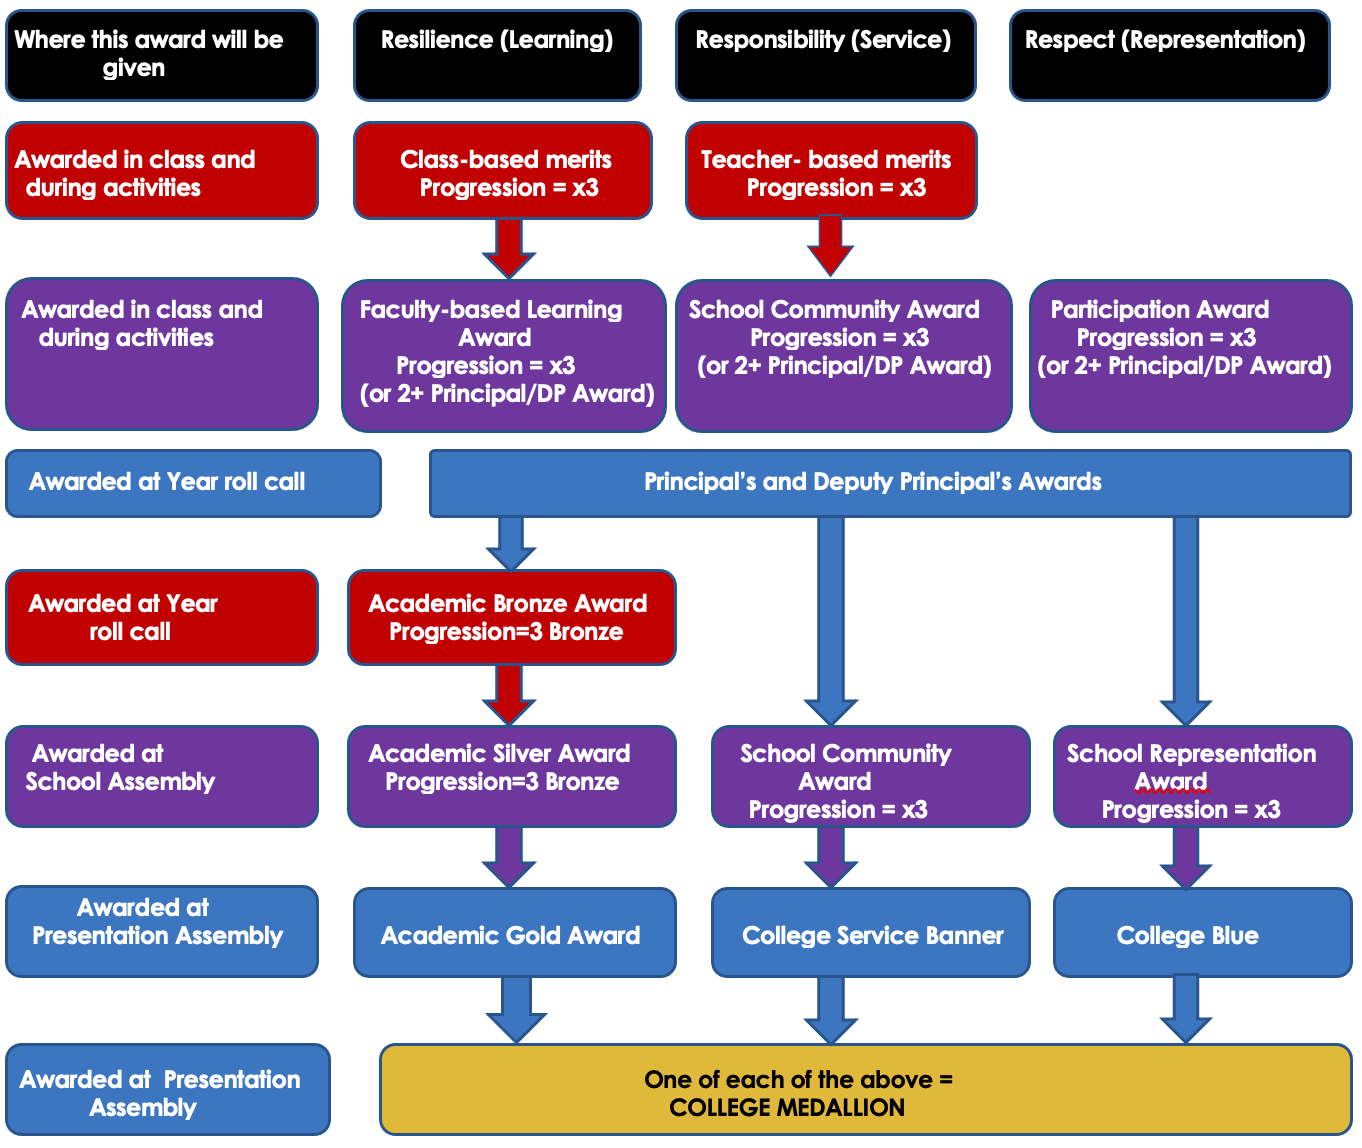 Where this award will be
given
Resilience (Learning)
Responsibility (Service)
Respect (Representation)
Awarded in class and
during activities
Class-based merits
Progression = x3
Teacher- based merits
Progression = x3
Awarded in class and
during activities
Faculty-based Learning
Award
Progression = x3
(or 2+ Principal/DP Award)
School Community Award
Progression = x3
(or 2+ Principal/DP Award)
Participation Award
Progression = x3
(or 2+ Principal/DP Award)
Awarded at Year roll call
Principal's and Deputy Principal's Awards
Awarded at Year
roll call
Academic Bronze Award
Progression=3 Bronze
Awarded at
School Assembly
Academic Silver Award
Progression=3 Bronze
School Community
Award
Progression = x3
School Representation
Award
Progression = x3
Awarded at
Presentation Assembly
Academic Gold Award
College Service Banner
College Blue
Awarded at  Presentation
Assembly
One of each of the above =
COLLEGE MEDALLION